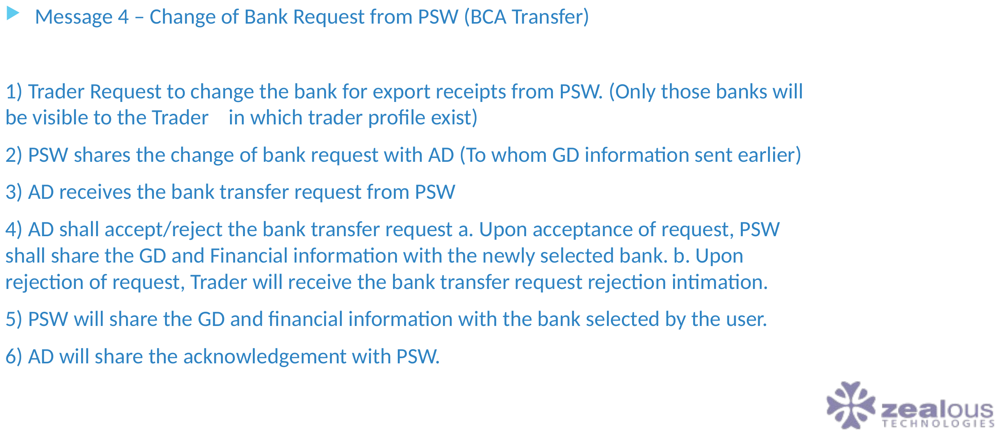 Message 4 – Change of Bank Request from PSW (BCA Transfer)
1) Trader Request to change the bank for export receipts from PSW. (Only those banks will
be visible to the Trader    in which trader profile exist)
2) PSW shares the change of bank request with AD (To whom GD information sent earlier)
3) AD receives the bank transfer request from PSW
4) AD shall accept/reject the bank transfer request a. Upon acceptance of request, PSW
shall share the GD and Financial information with the newly selected bank. b. Upon
rejection of request, Trader will receive the bank transfer request rejection intimation.
5) PSW will share the GD and financial information with the bank selected by the user.
6) AD will share the acknowledgement with PSW.
zealous
TECHNOLOGIES